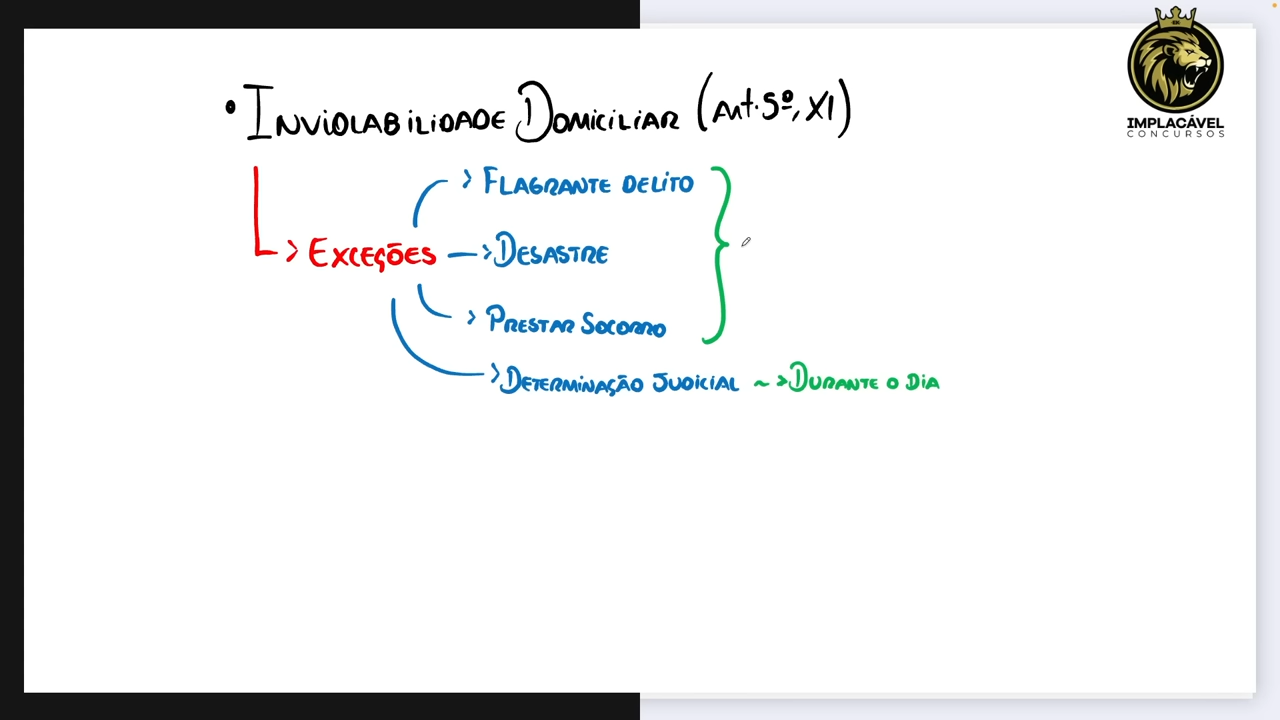 • INVIOLABILIDADE DOMICILIAR (Art. 5º, XI)
IMPLACÁVEL
CONCURSOS
> FLAGRANTE DELITO
> EXCEÇÕES
> DESASTRE
> PRESTAR SOCORRO
> DETERMINAÇÃO JUDICIAL ~> DURANTE O DIA